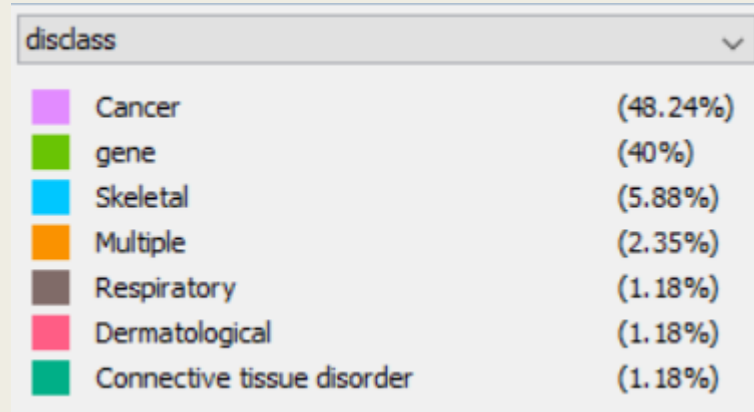 disclass
Cancer (48.24%)
gene (40%)
Skeletal (5.88%)
Multiple (2.35%)
Respiratory (1.18%)
Dermatological (1.18%)
Connective tissue disorder (1.18%)